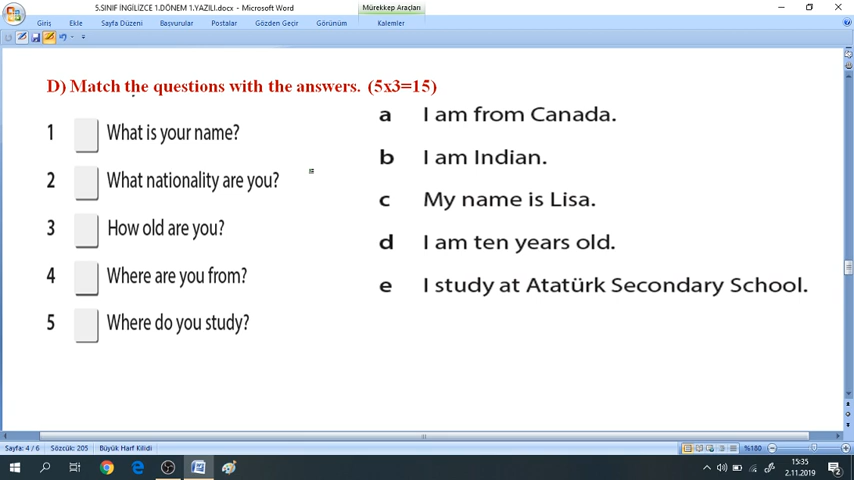 5.SINIF İNGİLİZCE 1.DÖNEM 1.YAZILI.docx - Microsoft Word
Mürekkep Araçları
Giriş Ekle Sayfa Düzeni Başvurular Postalar Gözden Geçir Görünüm Kalemler
D) Match the questions with the answers. (5x3=15)
1 What is your name?
2 What nationality are you?
3 How old are you?
4 Where are you from?
5 Where do you study?
a I am from Canada.
b I am Indian.
c My name is Lisa.
d I am ten years old.
e I study at Atatürk Secondary School.
Sayfa: 4 / 6 Sözcük: 205 Büyük Harf Kilidi %180
15:35
2.11.2019
2